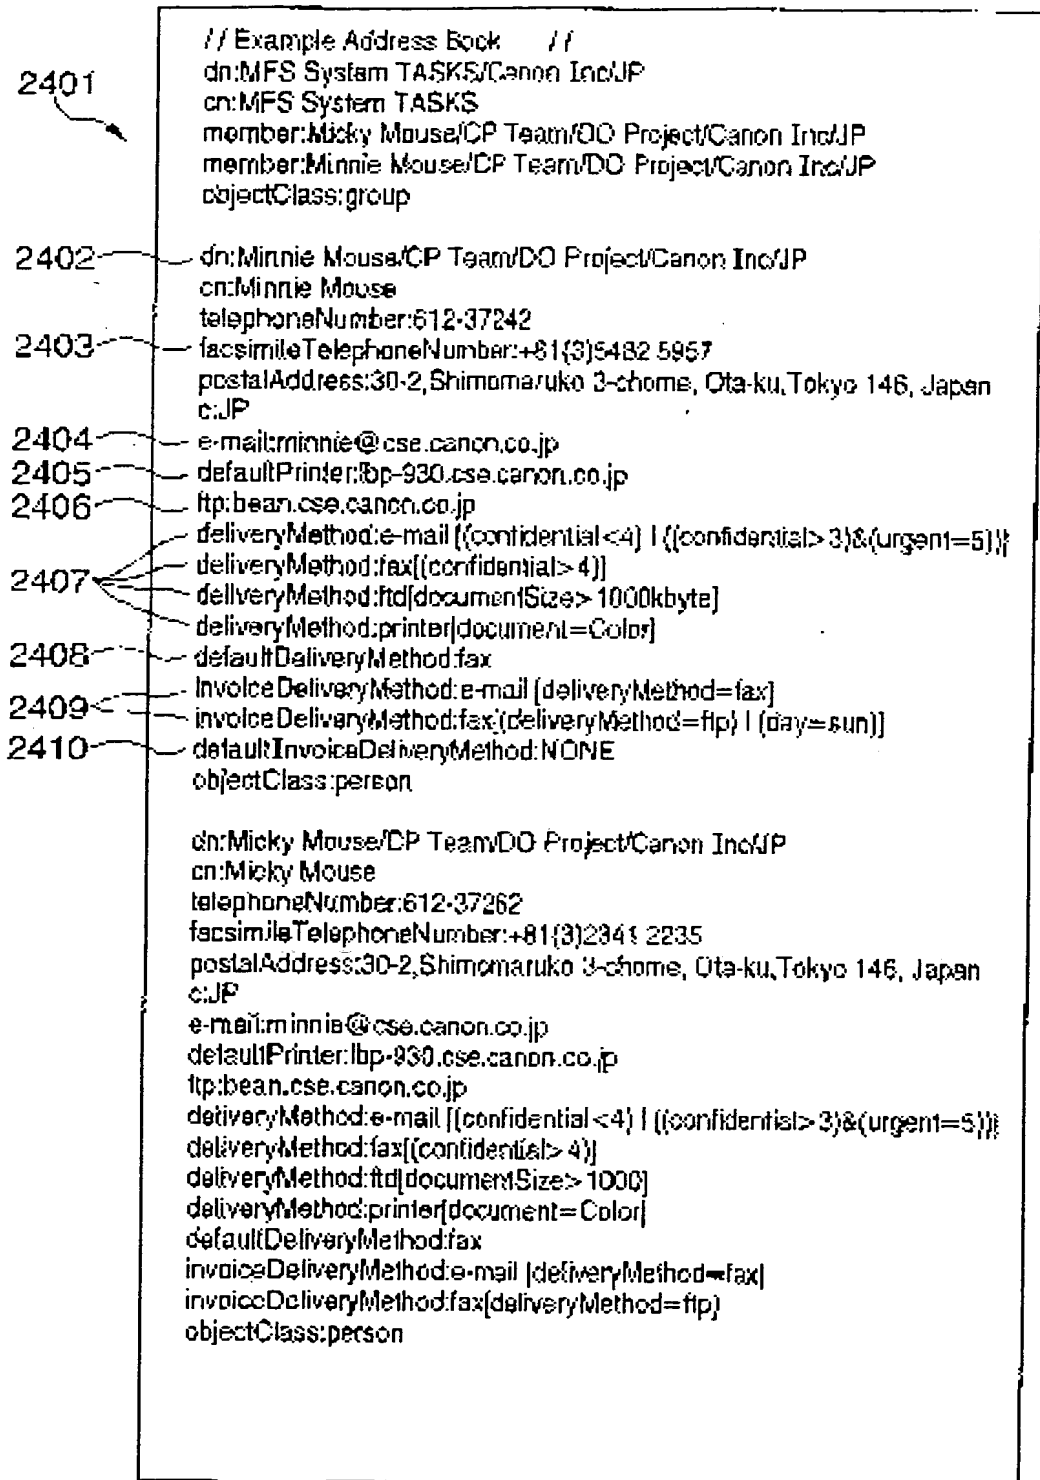 // Example Address Book //
2401
dn:MFS System TASKS/Canon Inc/JP
cn:MFS System TASKS
member:Micky Mouse/CP Team/DO Project/Canon Inc/JP
member:Minnie Mouse/CP Team/DO Project/Canon Inc/JP
objectClass:group
2402 dn:Minnie Mouse/CP Team/DO Project/Canon Inc/JP
cn:Minnie Mouse
telephoneNumber:612-37242
2403 facsimileTelephoneNumber:+81(3)5482 5957
postalAddress:30-2,Shimomaruko 3-chome, Ota-ku,Tokyo 146, Japan
c:JP
2404 e-mail:minnie@cse.canon.co.jp
2405 defaultPrinter:lbp-930.cse.canon.co.jp
2406 ftp:bean.cse.canon.co.jp
deliveryMethod:e-mail [(confidential<4) | ((confidential>3)&(urgent=5))]
2407 deliveryMethod:fax[(confidential>4)]
deliveryMethod:ftd[documentSize>1000kbyte]
deliveryMethod:printer[document=Color]
2408 defaultDeliveryMethod:fax
2409 invoiceDeliveryMethod:e-mail [deliveryMethod=fax]
invoiceDeliveryMethod:fax[(deliveryMethod=ftp) | (day=sun)]
2410 defaultInvoiceDeliveryMethod:NONE
objectClass:person
dn:Micky Mouse/CP Team/DO Project/Canon Inc/JP
cn:Micky Mouse
telephoneNumber:612-37262
facsimileTelephoneNumber:+81(3)2341 2235
postalAddress:30-2,Shimomaruko 3-chome, Ota-ku,Tokyo 146, Japan
c:JP
e-mail:minnie@cse.canon.co.jp
defaultPrinter:lbp-930.cse.canon.co.jp
ftp:bean.cse.canon.co.jp
deliveryMethod:e-mail [(confidential<4) | ((confidential>3)&(urgent=5))]
deliveryMethod:fax[(confidential>4)]
deliveryMethod:ftd[documentSize>1000]
deliveryMethod:printer[document=Color]
defaultDeliveryMethod:fax
invoiceDeliveryMethod:e-mail [deliveryMethod=fax]
invoiceDeliveryMethod:fax[deliveryMethod=ftp]
objectClass:person